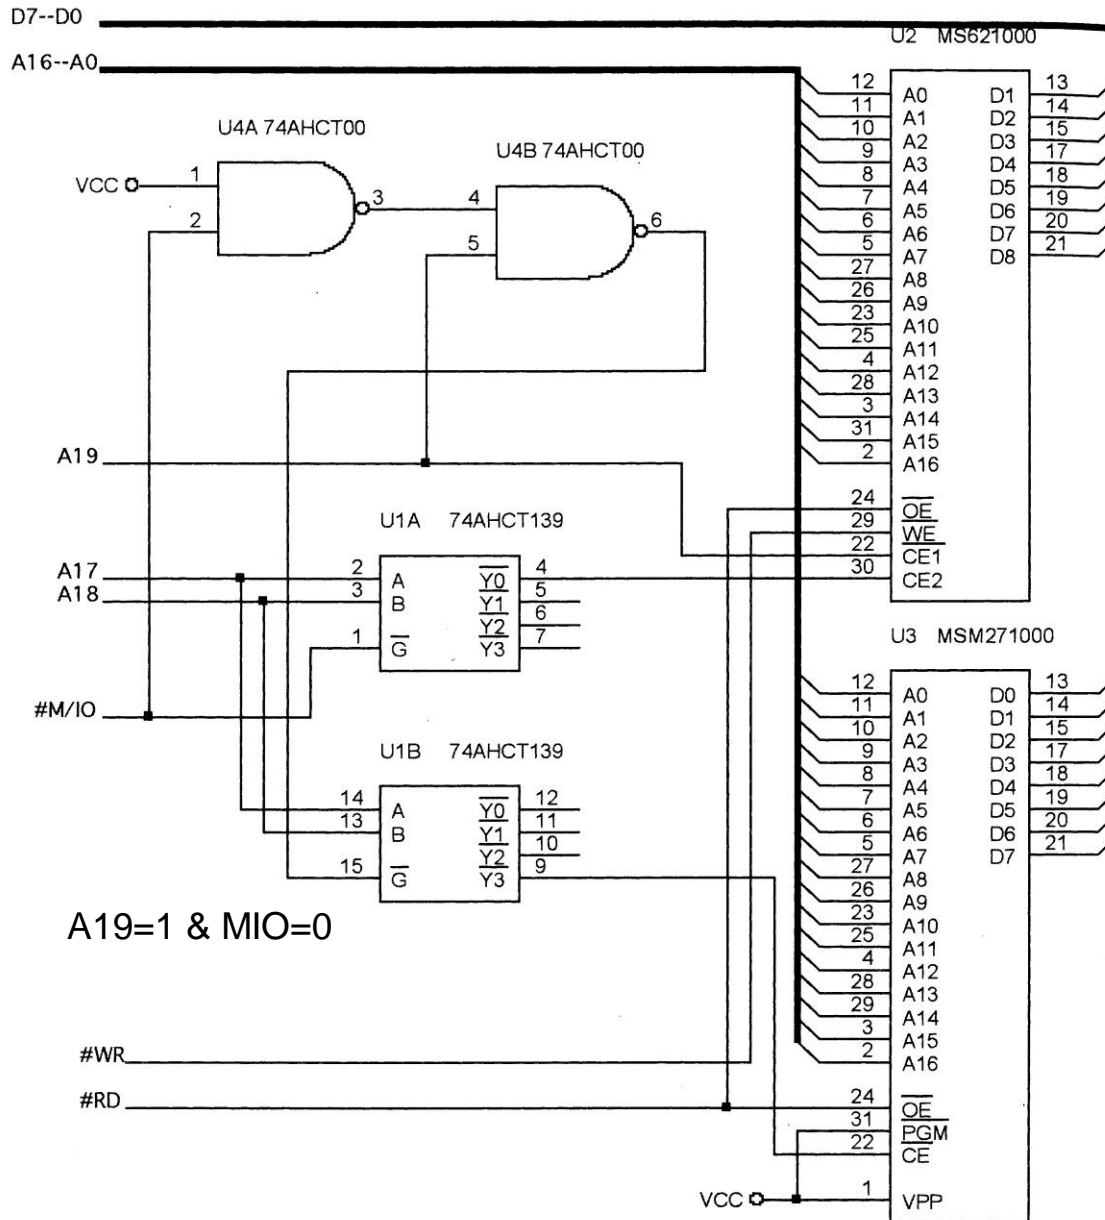 D7--D0
A16--A0
U2 MS621000
U4A 74AHCT00
U4B 74AHCT00
VCC
1
2
3
4
5
6
12 A0 D1 13
11 A1 D2 14
10 A2 D3 15
9 A3 D4 17
8 A4 D5 18
7 A5 D6 19
6 A6 D7 20
5 A7 D8 21
27 A8
26 A9
23 A10
25 A11
4 A12
28 A13
3 A14
31 A15
2 A16
24 OE
29 WE
22 CE1
30 CE2
A19
U1A 74AHCT139
A17
A18
2 A Y0 4
3 B Y1 5
Y2 6
1 G Y3 7
#M/IO
U1B 74AHCT139
14 A Y0 12
13 B Y1 11
Y2 10
15 G Y3 9
A19=1 & MIO=0
U3 MSM271000
12 A0 D0 13
11 A1 D1 14
10 A2 D2 15
9 A3 D3 17
8 A4 D4 18
7 A5 D5 19
6 A6 D6 20
5 A7 D7 21
27 A8
26 A9
23 A10
25 A11
4 A12
28 A13
29 A14
3 A15
2 A16
24 OE
31 PGM
22 CE
1 VPP
#WR
#RD
VCC